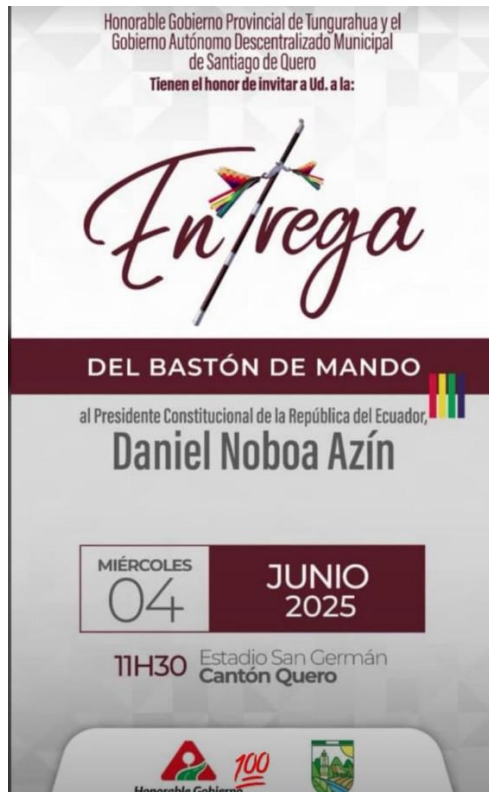 Honorable Gobierno Provincial de Tungurahua y el
Gobierno Autónomo Descentralizado Municipal
de Santiago de Quero
Tienen el honor de invitar a Ud. a la:
Entrega
DEL BASTÓN DE MANDO
al Presidente Constitucional de la República del Ecuador,
Daniel Noboa Azín
MIÉRCOLES
04
JUNIO
2025
11H30
Estadio San Germán
Cantón Quero
100
Honorable Gobierno